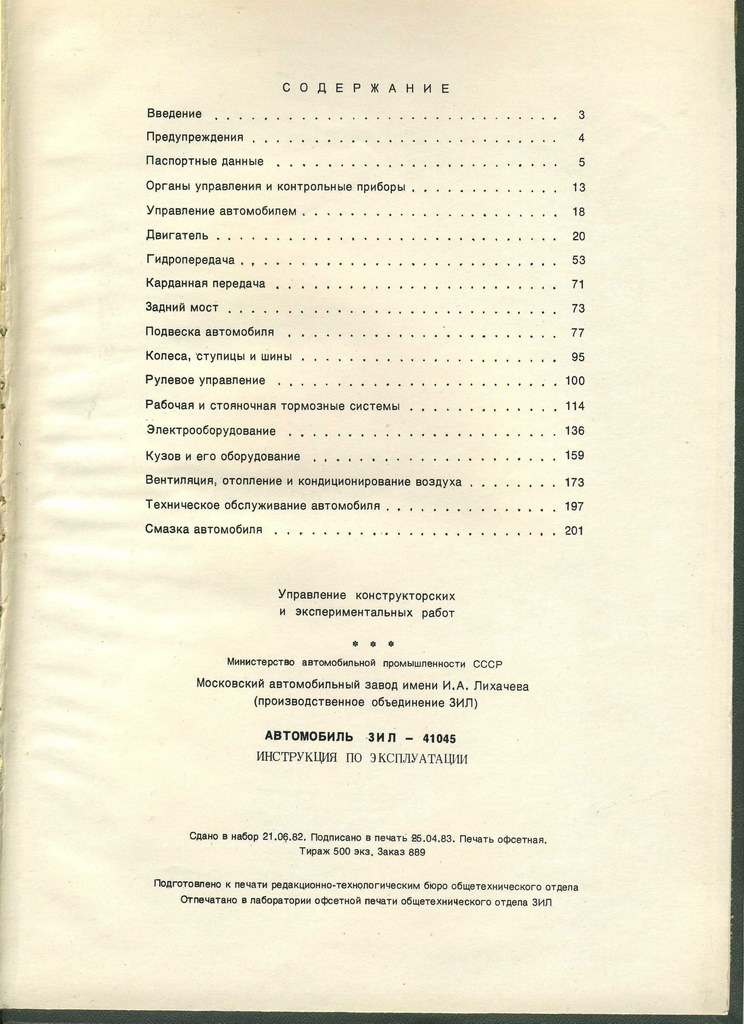 СОДЕРЖАНИЕ
Введение . . . . . . . . . . . . . . . . . . . . . . . . . . . . 3
Предупреждения . . . . . . . . . . . . . . . . . . . . . . . . . 4
Паспортные данные . . . . . . . . . . . . . . . . . . . . . . . 5
Органы управления и контрольные приборы . . . . . . . . . . . . 13
Управление автомобилем . . . . . . . . . . . . . . . . . . . . . 18
Двигатель . . . . . . . . . . . . . . . . . . . . . . . . . . . . 20
Гидропередача . . . . . . . . . . . . . . . . . . . . . . . . . . 53
Карданная передача . . . . . . . . . . . . . . . . . . . . . . . 71
Задний мост . . . . . . . . . . . . . . . . . . . . . . . . . . . 73
Подвеска автомобиля . . . . . . . . . . . . . . . . . . . . . . 77
Колеса, ступицы и шины . . . . . . . . . . . . . . . . . . . . . 95
Рулевое управление . . . . . . . . . . . . . . . . . . . . . . . 100
Рабочая и стояночная тормозные системы . . . . . . . . . . . . 114
Электрооборудование . . . . . . . . . . . . . . . . . . . . . . 136
Кузов и его оборудование . . . . . . . . . . . . . . . . . . . . 159
Вентиляция, отопление и кондиционирование воздуха . . . . . . . 173
Техническое обслуживание автомобиля . . . . . . . . . . . . . . 197
Смазка автомобиля . . . . . . . . . . . . . . . . . . . . . . . 201
Управление конструкторских
и экспериментальных работ
* * *
Министерство автомобильной промышленности СССР
Московский автомобильный завод имени И.А. Лихачева
(производственное объединение ЗИЛ)
АВТОМОБИЛЬ ЗИЛ – 41045
ИНСТРУКЦИЯ ПО ЭКСПЛУАТАЦИИ
Сдано в набор 21.06.82. Подписано в печать 25.04.83. Печать офсетная.
Тираж 500 экз. Заказ 889
Подготовлено к печати редакционно-технологическим бюро общетехнического отдела
Отпечатано в лаборатории офсетной печати общетехнического отдела ЗИЛ